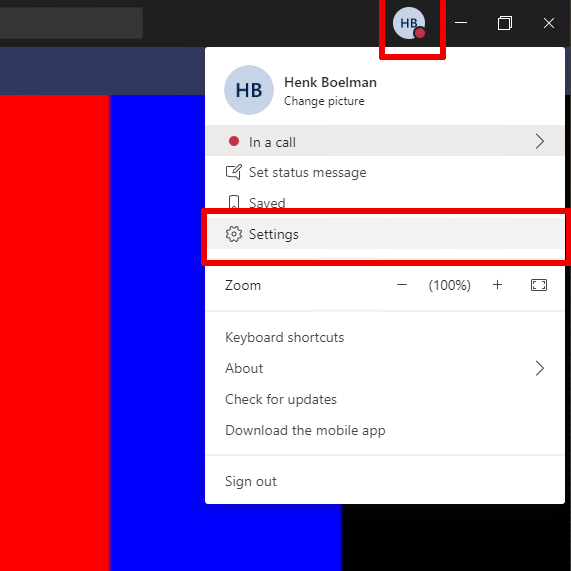 HB
HB
Henk Boelman
Change picture
In a call
Set status message
Saved
Settings
Zoom
(100%)
Keyboard shortcuts
About
Check for updates
Download the mobile app
Sign out